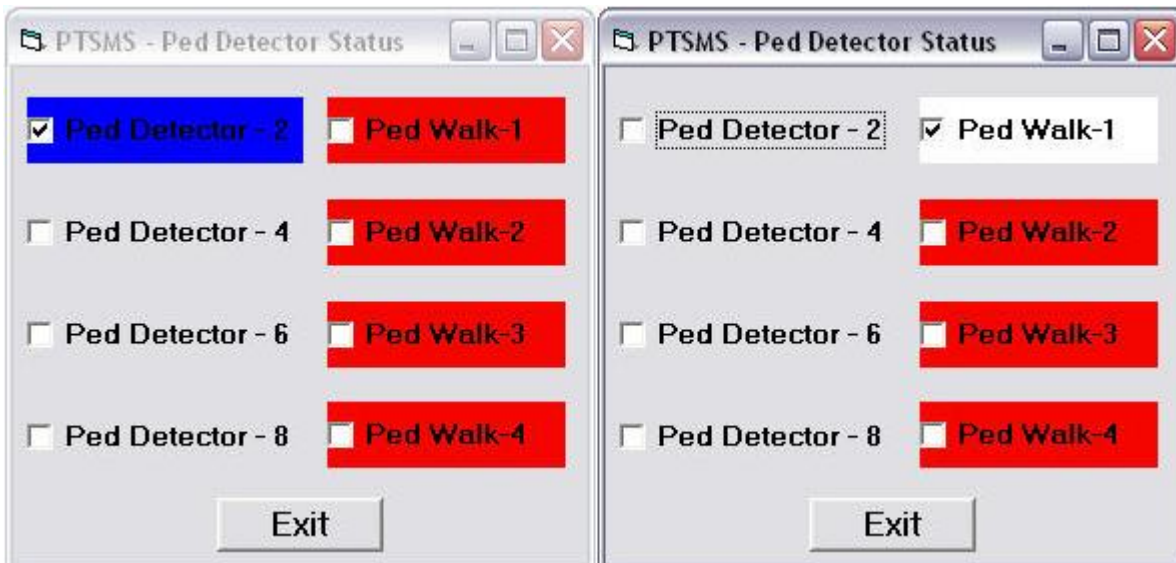 PTSMS - Ped Detector Status
Ped Detector - 2 Ped Walk-1
Ped Detector - 4 Ped Walk-2
Ped Detector - 6 Ped Walk-3
Ped Detector - 8 Ped Walk-4
Exit
PTSMS - Ped Detector Status
Ped Detector - 2 Ped Walk-1
Ped Detector - 4 Ped Walk-2
Ped Detector - 6 Ped Walk-3
Ped Detector - 8 Ped Walk-4
Exit